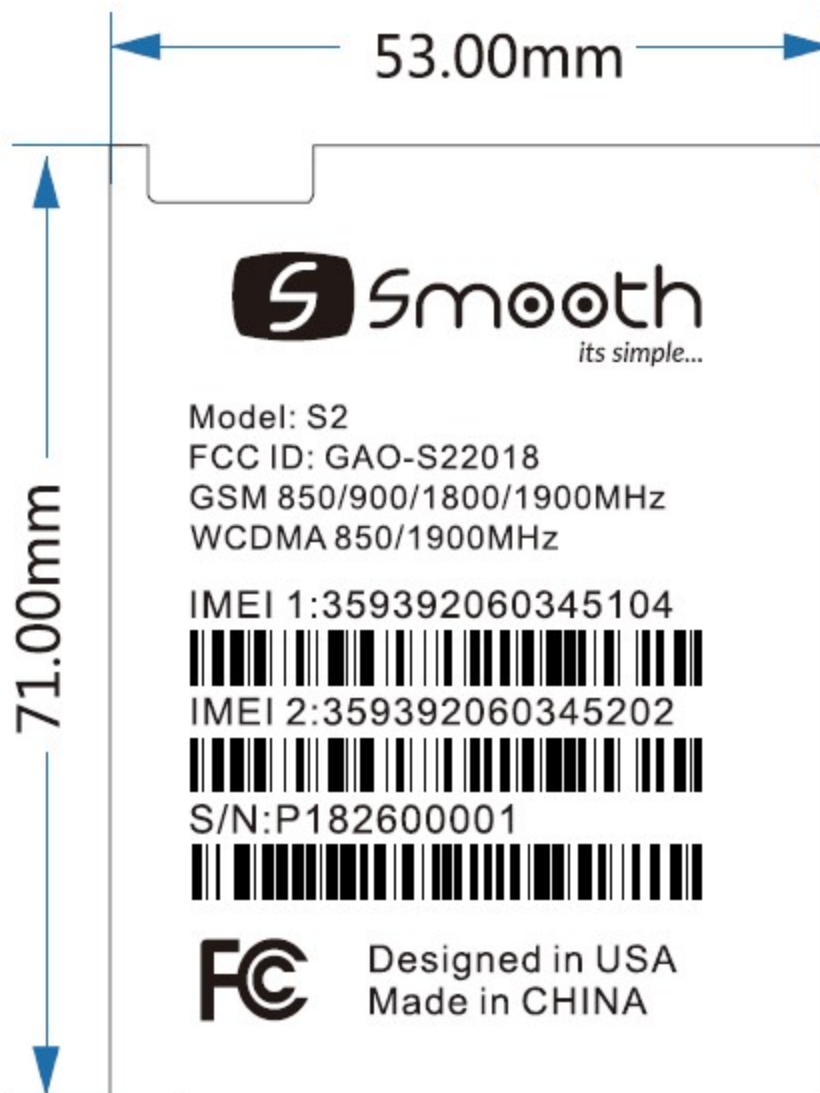 53.00mm
71.00mm
S Smooth
its simple...
Model: S2
FCC ID: GAO-S22018
GSM 850/900/1800/1900MHz
WCDMA 850/1900MHz
IMEI 1:359392060345104
IMEI 2:359392060345202
S/N:P182600001
FC
Designed in USA
Made in CHINA